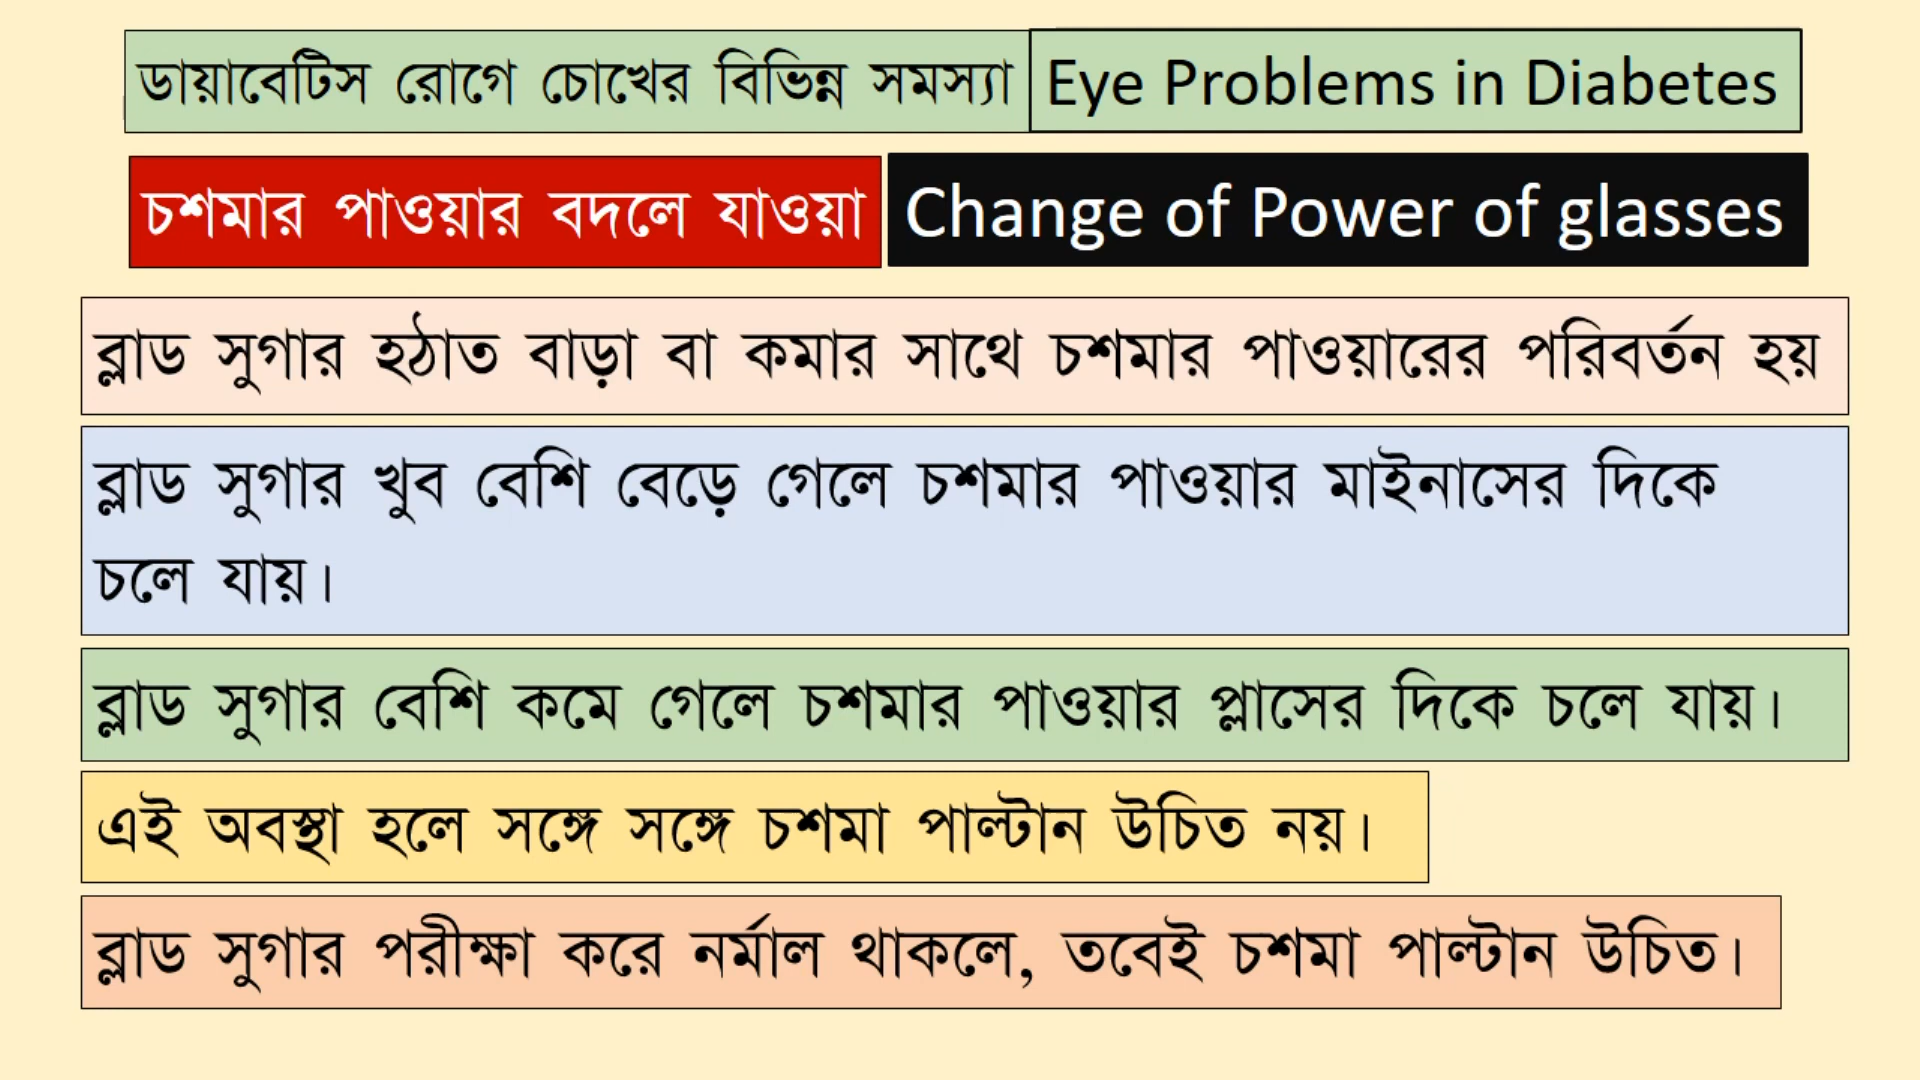 ডায়াবেটিস রোগে চোখের বিভিন্ন সমস্যা Eye Problems in Diabetes
চশমার পাওয়ার বদলে যাওয়া Change of Power of glasses
ব্লাড সুগার হঠাত বাড়া বা কমার সাথে চশমার পাওয়ারের পরিবর্তন হয়
ব্লাড সুগার খুব বেশি বেড়ে গেলে চশমার পাওয়ার মাইনাসের দিকে
চলে যায়।
ব্লাড সুগার বেশি কমে গেলে চশমার পাওয়ার প্লাসের দিকে চলে যায়।
এই অবস্থা হলে সঙ্গে সঙ্গে চশমা পাল্টান উচিত নয়।
ব্লাড সুগার পরীক্ষা করে নর্মাল থাকলে, তবেই চশমা পাল্টান উচিত।